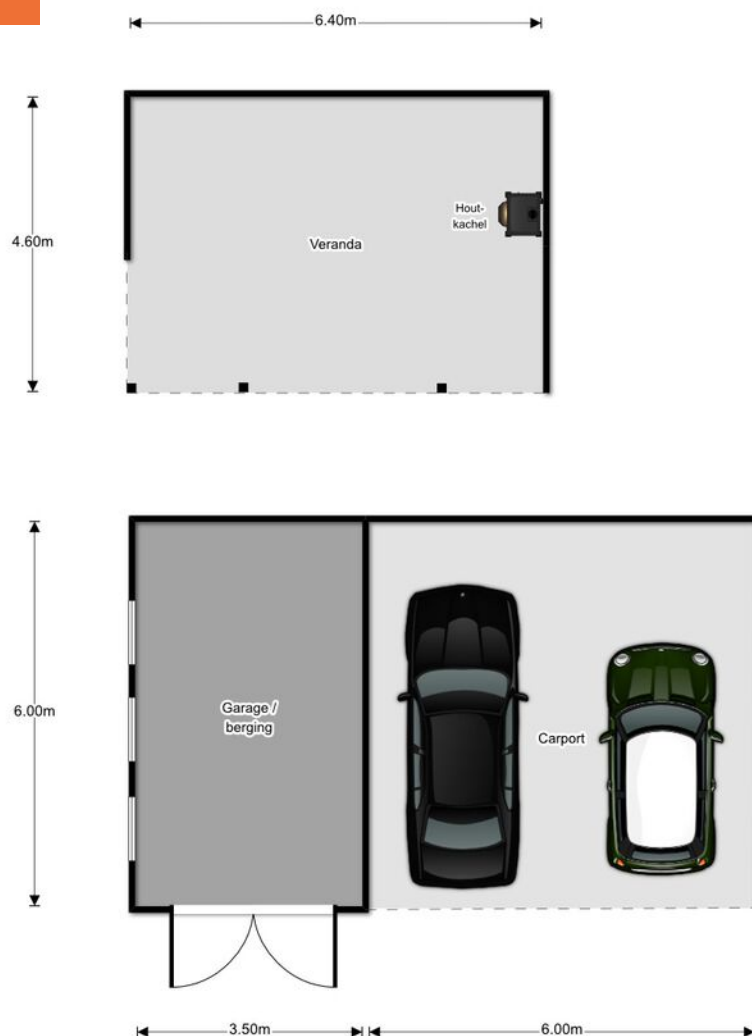 6.40m
4.60m
Hout-
kachel
Veranda
6.00m
Garage /
berging
Carport
3.50m
6.00m